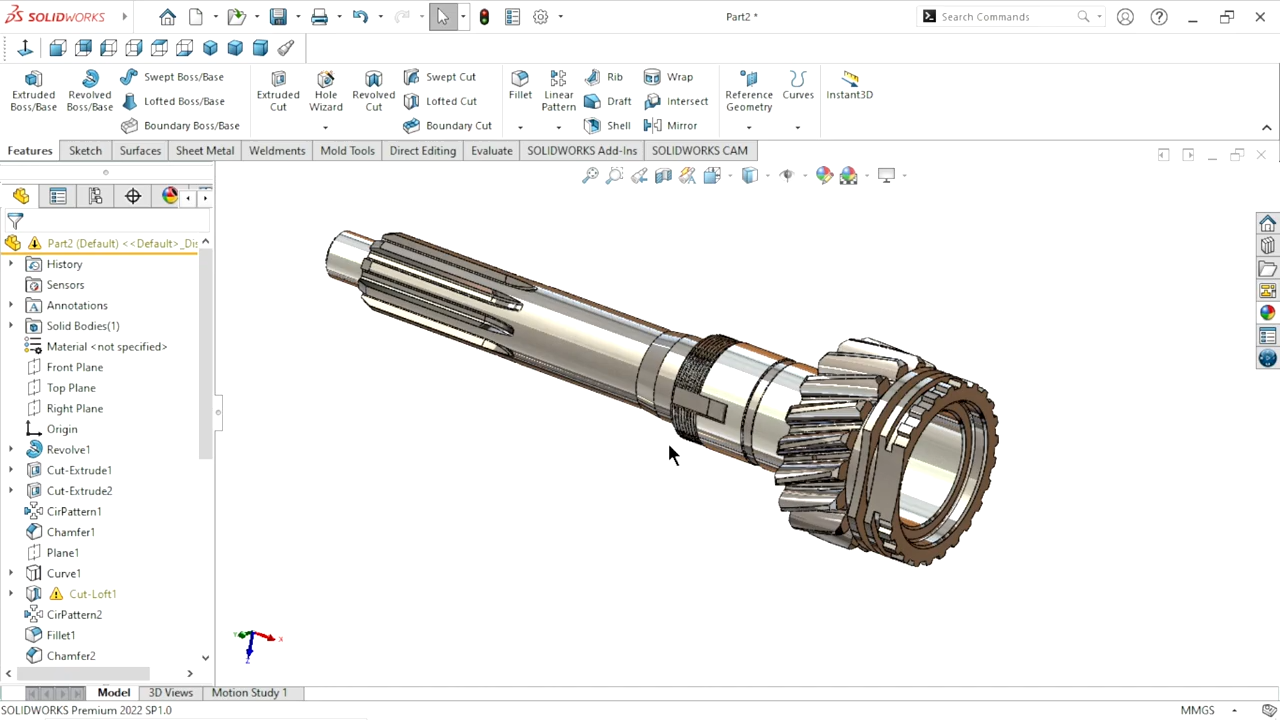 SOLIDWORKS
Part2 *
Search Commands
Extruded Boss/Base
Revolved Boss/Base
Swept Boss/Base
Lofted Boss/Base
Boundary Boss/Base
Extruded Cut
Hole Wizard
Revolved Cut
Swept Cut
Lofted Cut
Boundary Cut
Fillet
Linear Pattern
Rib
Draft
Shell
Wrap
Intersect
Mirror
Reference Geometry
Curves
Instant3D
Features
Sketch
Surfaces
Sheet Metal
Weldments
Mold Tools
Direct Editing
Evaluate
SOLIDWORKS Add-Ins
SOLIDWORKS CAM
Part2 (Default) <<Default>_Dis
History
Sensors
Annotations
Solid Bodies(1)
Material <not specified>
Front Plane
Top Plane
Right Plane
Origin
Revolve1
Cut-Extrude1
Cut-Extrude2
CirPattern1
Chamfer1
Plane1
Curve1
Cut-Loft1
CirPattern2
Fillet1
Chamfer2
Y
X
Z
Model
3D Views
Motion Study 1
SOLIDWORKS Premium 2022 SP1.0
MMGS